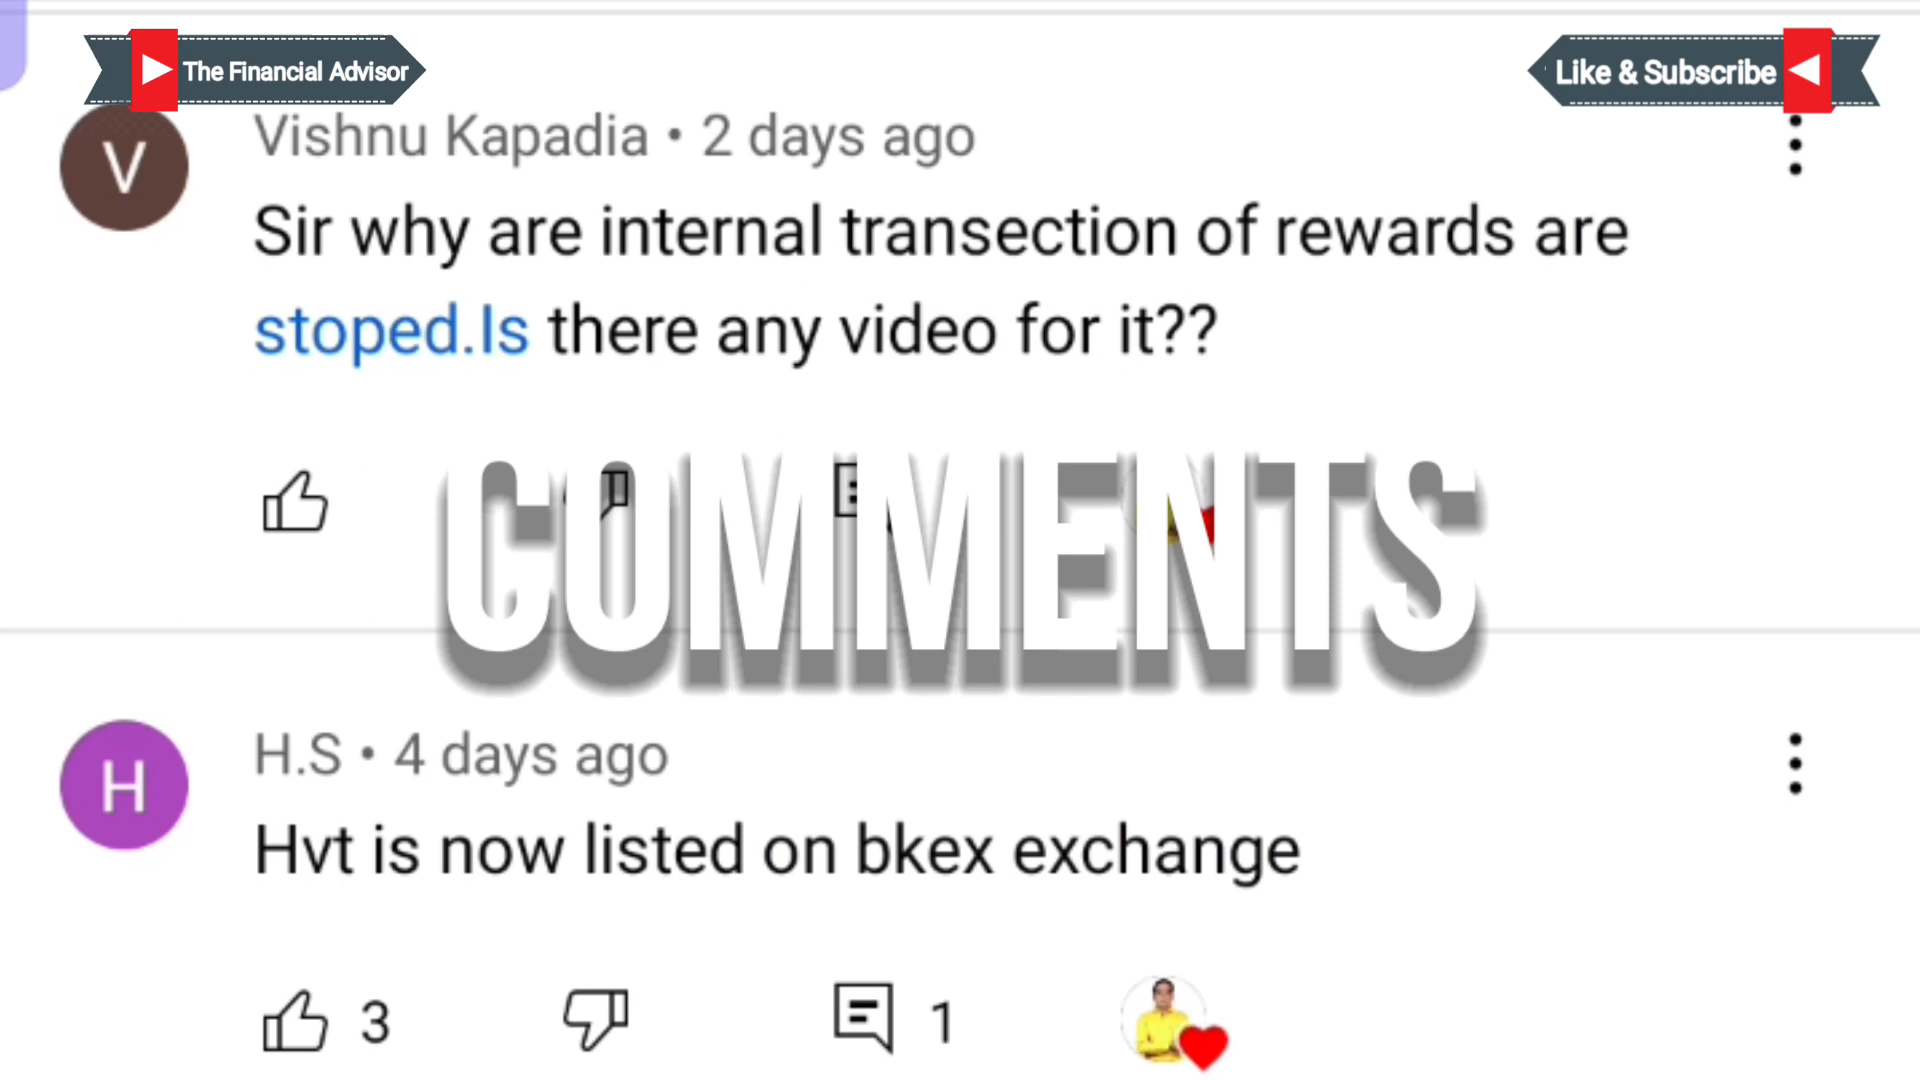 The Financial Advisor
Like & Subscribe
V
Vishnu Kapadia • 2 days ago
Sir why are internal transection of rewards are
stoped.Is there any video for it??
COMMENTS
H
H.S • 4 days ago
Hvt is now listed on bkex exchange
3
1